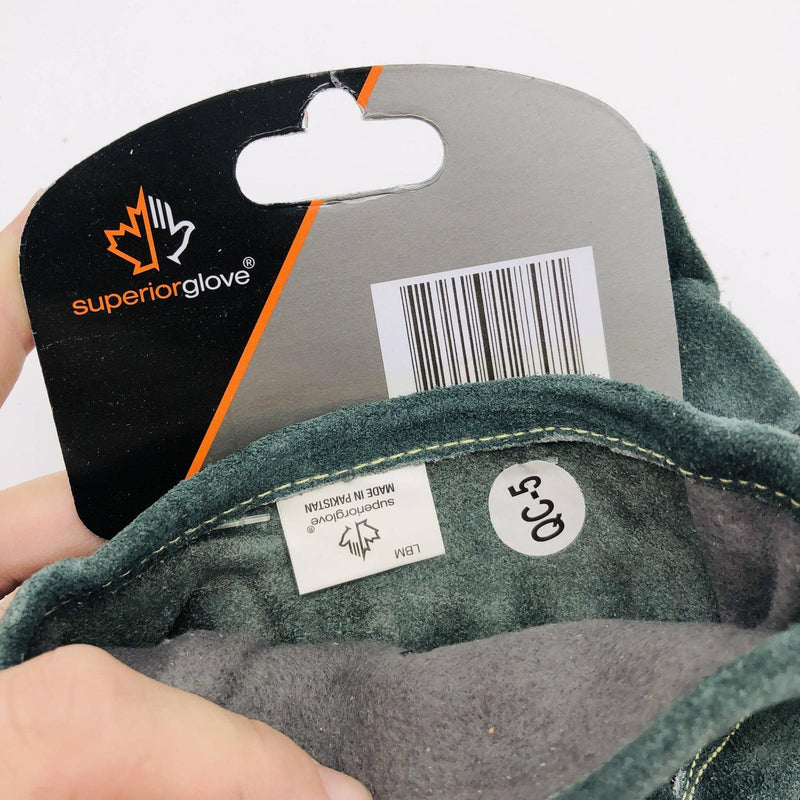 superiorglove®
MADE IN PAKISTAN
superiorglove®
LBM
QC-5